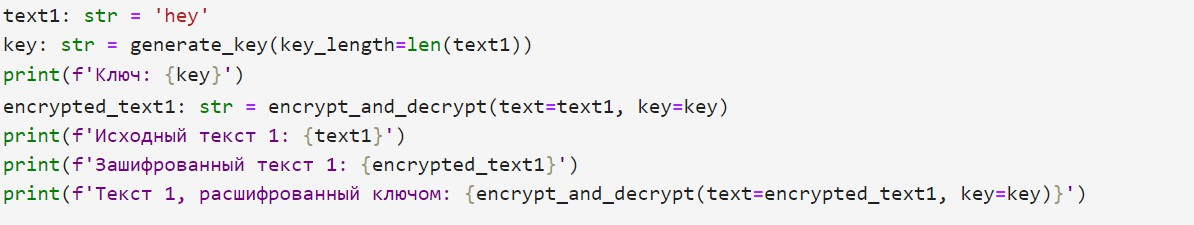 text1: str = 'hey'
key: str = generate_key(key_length=len(text1))
print(f'Ключ: {key}')
encrypted_text1: str = encrypt_and_decrypt(text=text1, key=key)
print(f'Исходный текст 1: {text1}')
print(f'Зашифрованный текст 1: {encrypted_text1}')
print(f'Текст 1, расшифрованный ключом: {encrypt_and_decrypt(text=encrypted_text1, key=key)}')